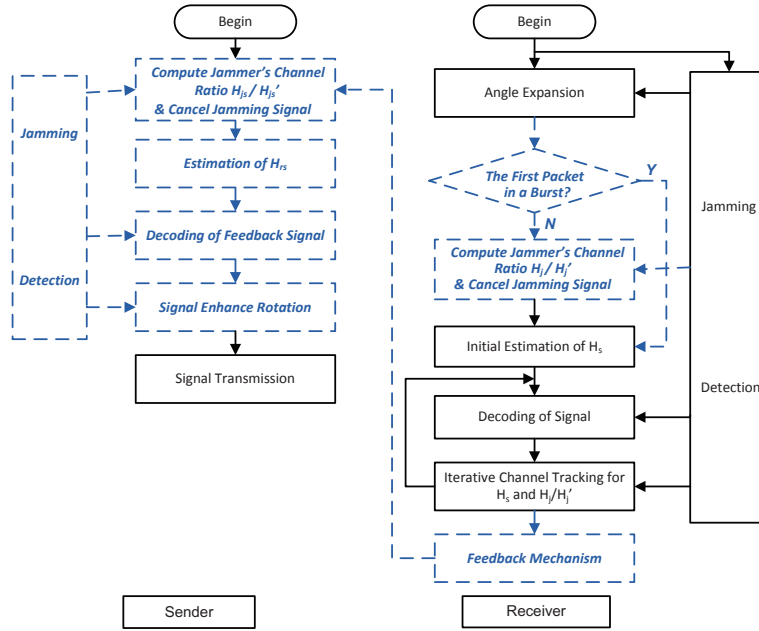 Begin
Compute Jammer's Channel
Ratio Hjs / Hjs'
& Cancel Jamming Signal
Jamming
Estimation of Hrs
Decoding of Feedback Signal
Detection
Signal Enhance Rotation
Signal Transmission
Sender
Begin
Angle Expansion
The First Packet
in a Burst?
Y
N
Jamming
Compute Jammer's Channel
Ratio Hj / Hj'
& Cancel Jamming Signal
Initial Estimation of Hs
Detection
Decoding of Signal
Iterative Channel Tracking for
Hs and Hj/Hj'
Feedback Mechanism
Receiver